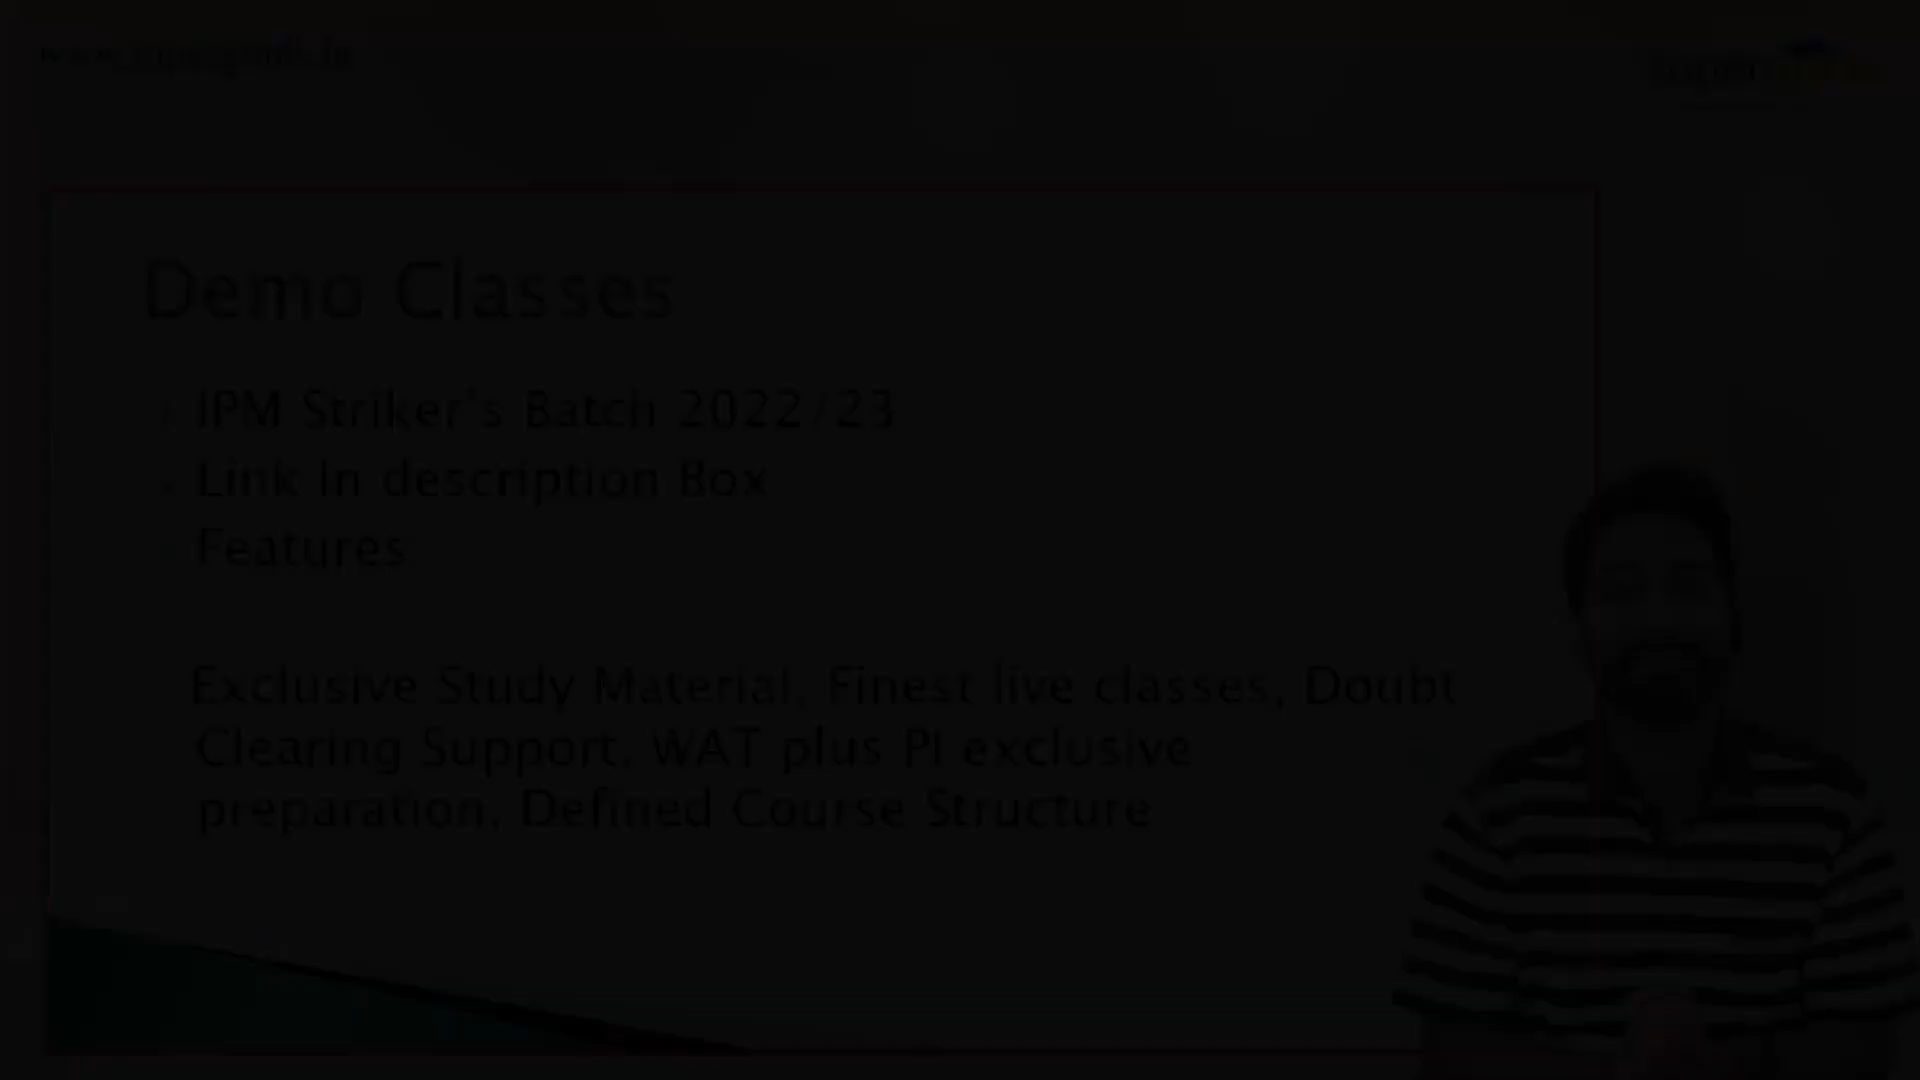 Demo Classes
IPM Striker's Batch 2022/23
Link In description Box
Features
Exclusive Study Material, Finest live classes, Doubt
Clearing Support, WAT plus PI exclusive
preparation, Defined Course Structure